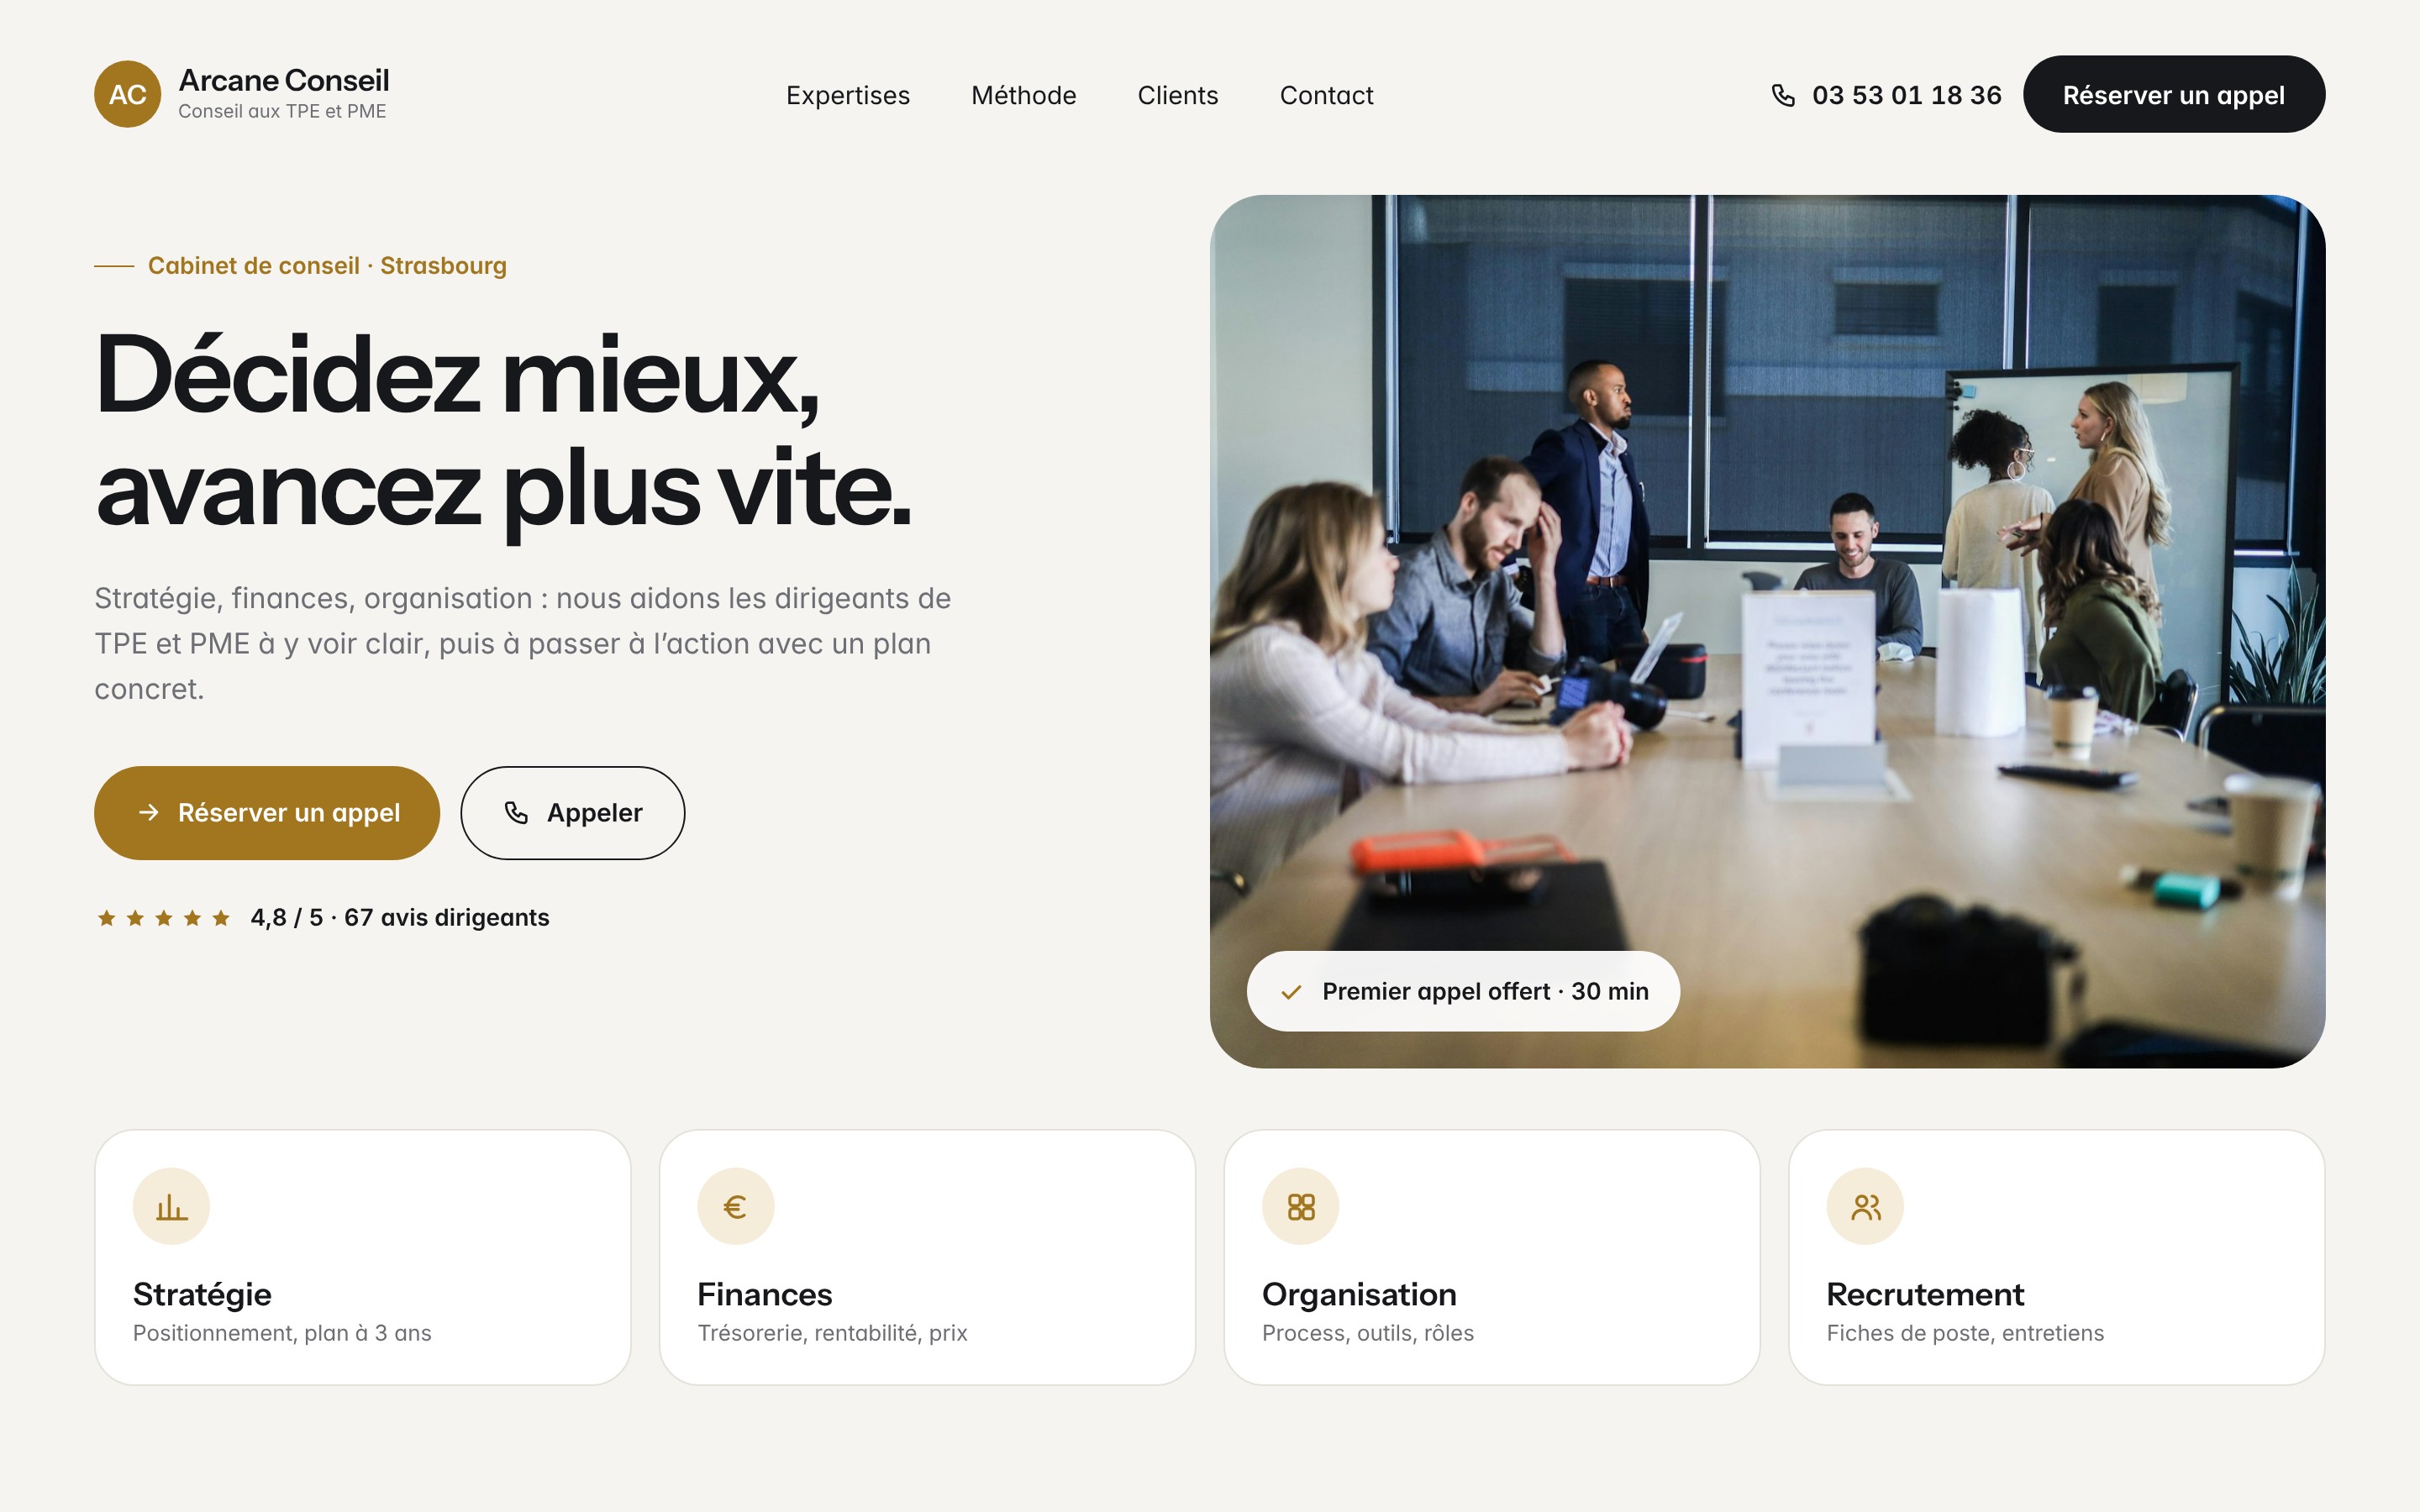 AC
Arcane Conseil
Conseil aux TPE et PME
Expertises
Méthode
Clients
Contact
03 53 01 18 36
Réserver un appel
Cabinet de conseil · Strasbourg
Décidez mieux,
avancez plus vite.
Stratégie, finances, organisation : nous aidons les dirigeants de
TPE et PME à y voir clair, puis à passer à l’action avec un plan
concret.
Réserver un appel
Appeler
4,8 / 5 · 67 avis dirigeants
Premier appel offert · 30 min
Stratégie
Positionnement, plan à 3 ans
Finances
Trésorerie, rentabilité, prix
Organisation
Process, outils, rôles
Recrutement
Fiches de poste, entretiens